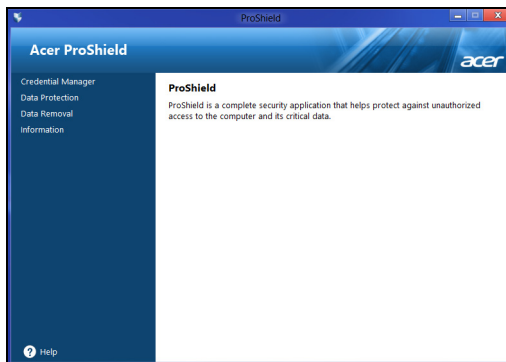 ProShield
Acer ProShield
acer
Credential Manager
Data Protection
Data Removal
Information
ProShield
ProShield is a complete security application that helps protect against unauthorized
access to the computer and its critical data.
? Help